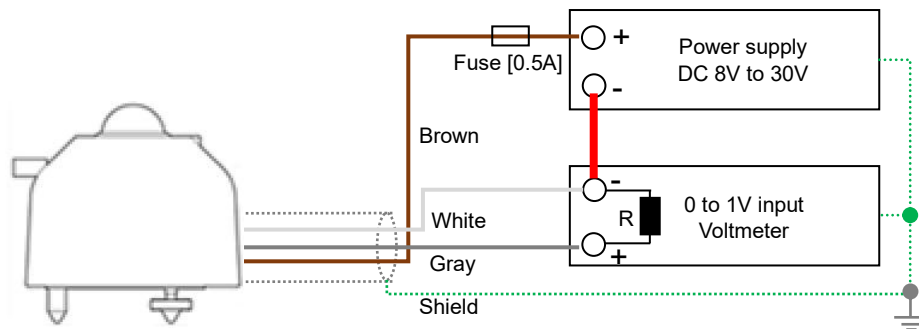 +
Fuse [0.5A]
Power supply
DC 8V to 30V
-
Brown
-
White
R
0 to 1V input
Voltmeter
+
Gray
Shield